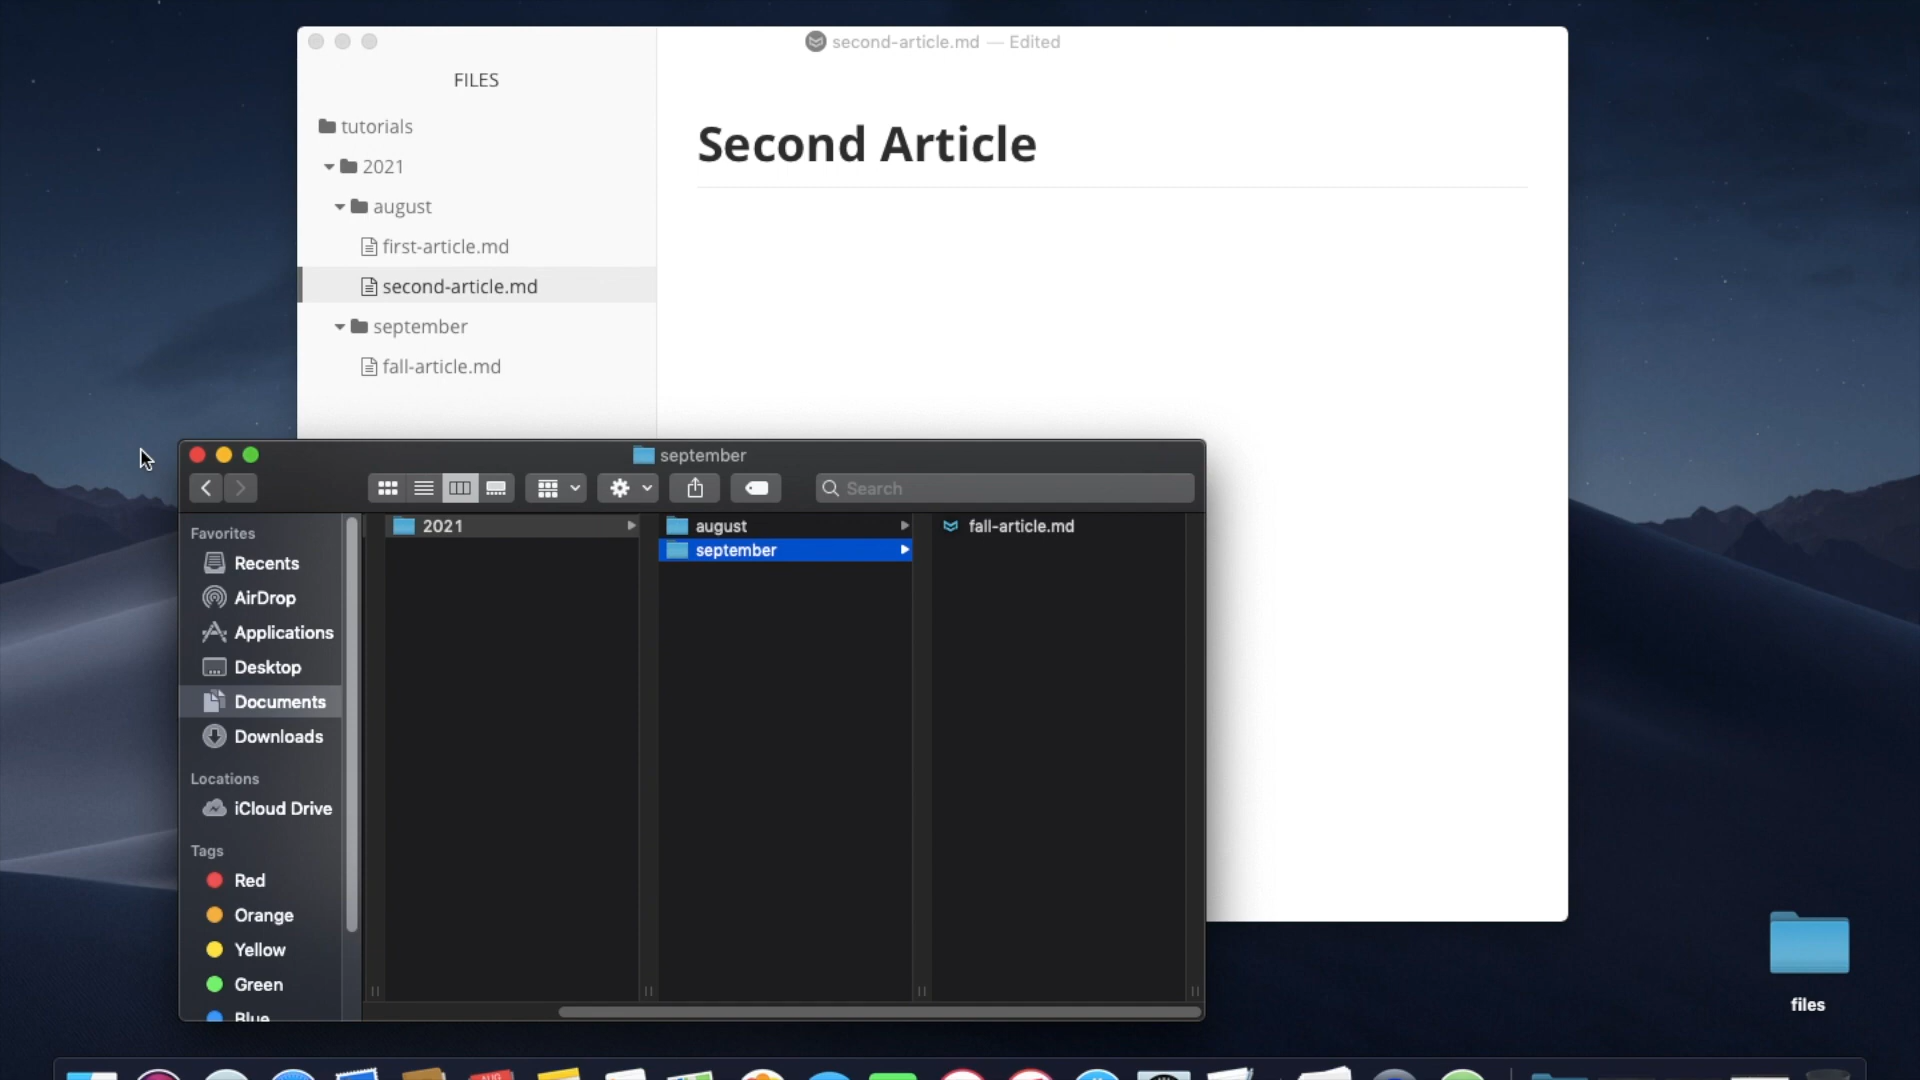 second-article.md — Edited
FILES
tutorials
2021
august
first-article.md
second-article.md
september
fall-article.md
Second Article
september
Search
Favorites
Recents
AirDrop
Applications
Desktop
Documents
Downloads
Locations
iCloud Drive
Tags
Red
Orange
Yellow
Green
Blue
2021
august
september
fall-article.md
files
AUG